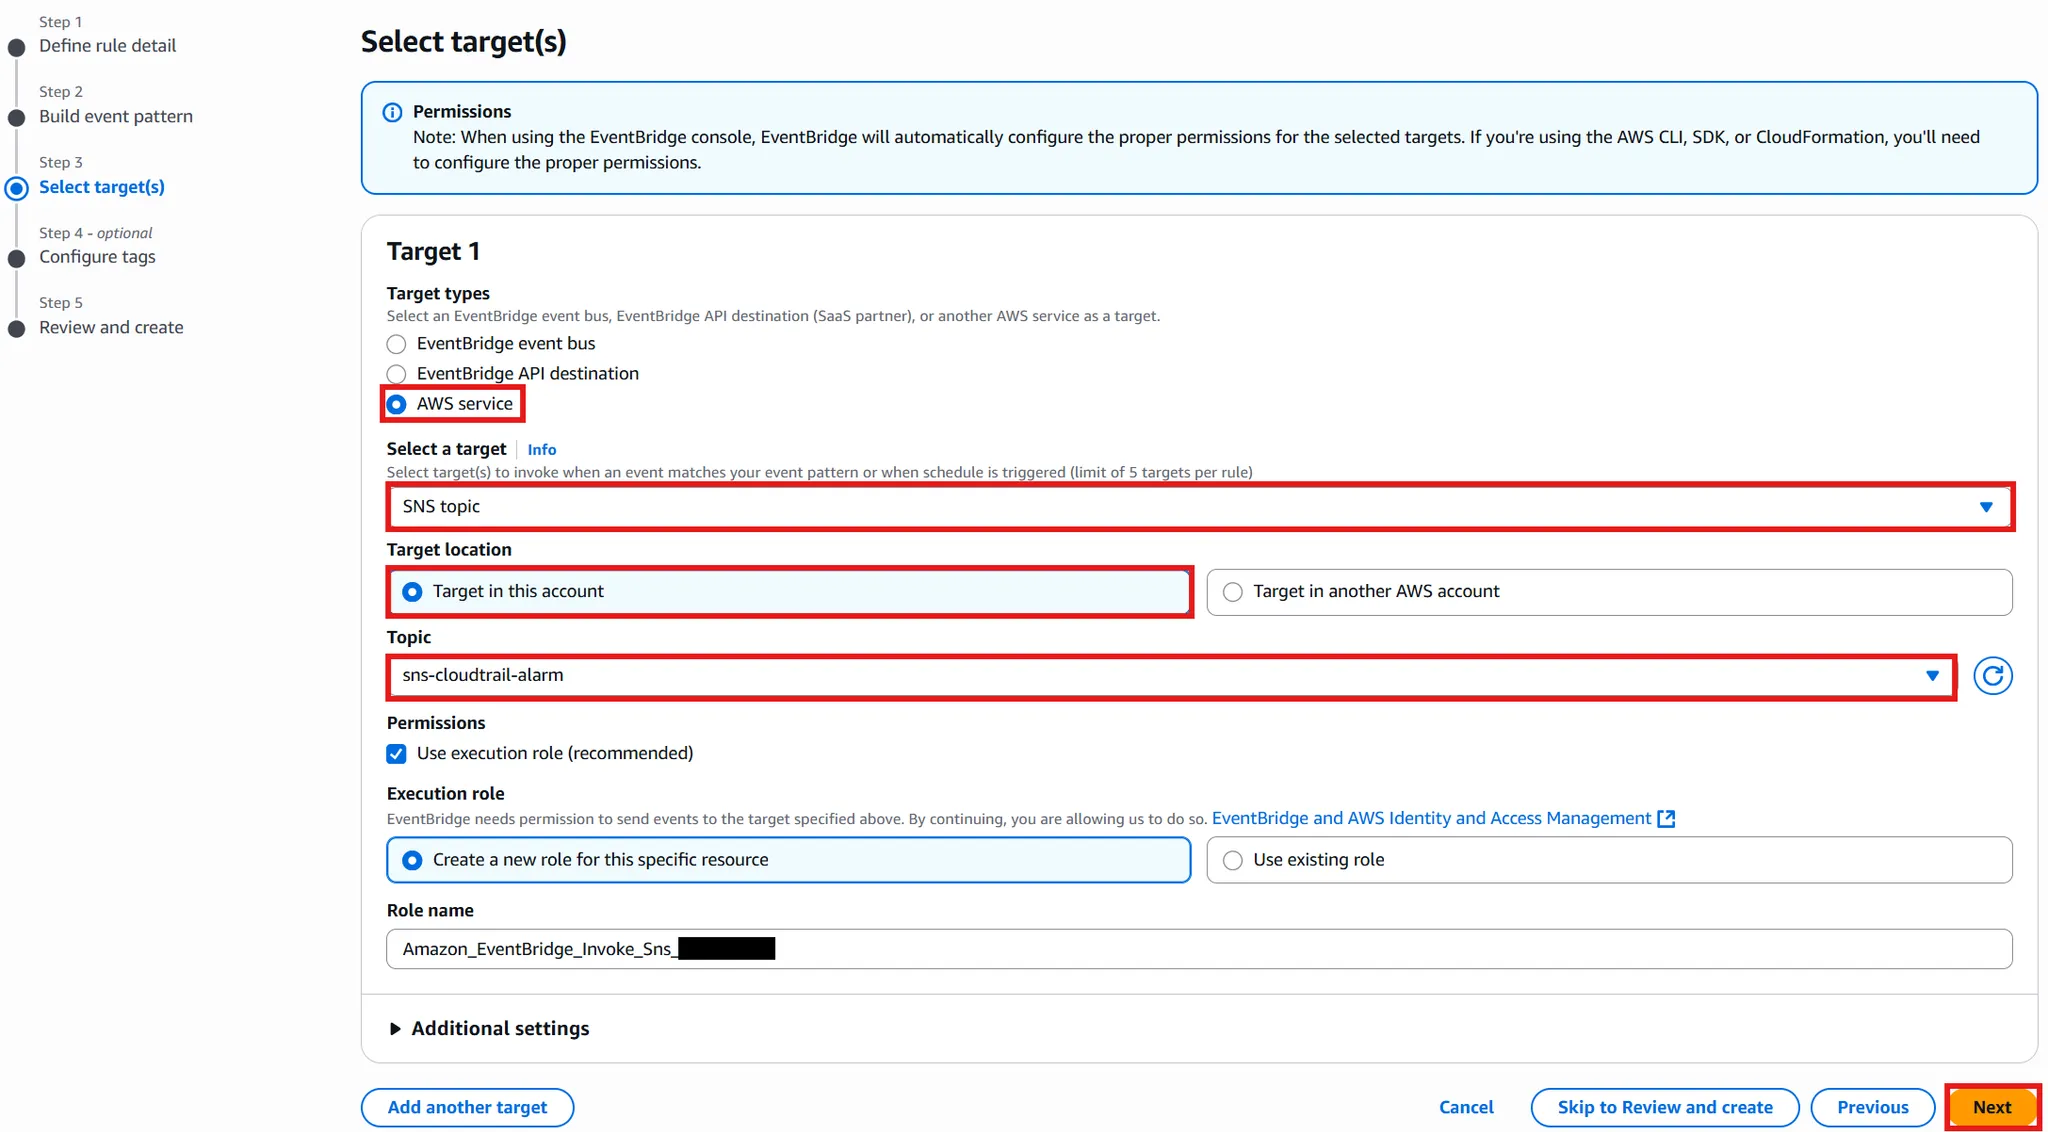 Step 1
Define rule detail
Step 2
Build event pattern
Step 3
Select target(s)
Step 4 - optional
Configure tags
Step 5
Review and create
Select target(s)
Permissions
Note: When using the EventBridge console, EventBridge will automatically configure the proper permissions for the selected targets. If you're using the AWS CLI, SDK, or CloudFormation, you'll need
to configure the proper permissions.
Target 1
Target types
Select an EventBridge event bus, EventBridge API destination (SaaS partner), or another AWS service as a target.
EventBridge event bus
EventBridge API destination
AWS service
Select a target Info
Select target(s) to invoke when an event matches your event pattern or when schedule is triggered (limit of 5 targets per rule)
SNS topic
Target location
Target in this account
Target in another AWS account
Topic
sns-cloudtrail-alarm
Permissions
Use execution role (recommended)
Execution role
EventBridge needs permission to send events to the target specified above. By continuing, you are allowing us to do so. EventBridge and AWS Identity and Access Management
Create a new role for this specific resource
Use existing role
Role name
Amazon_EventBridge_Invoke_Sns_
Additional settings
Add another target
Cancel
Skip to Review and create
Previous
Next